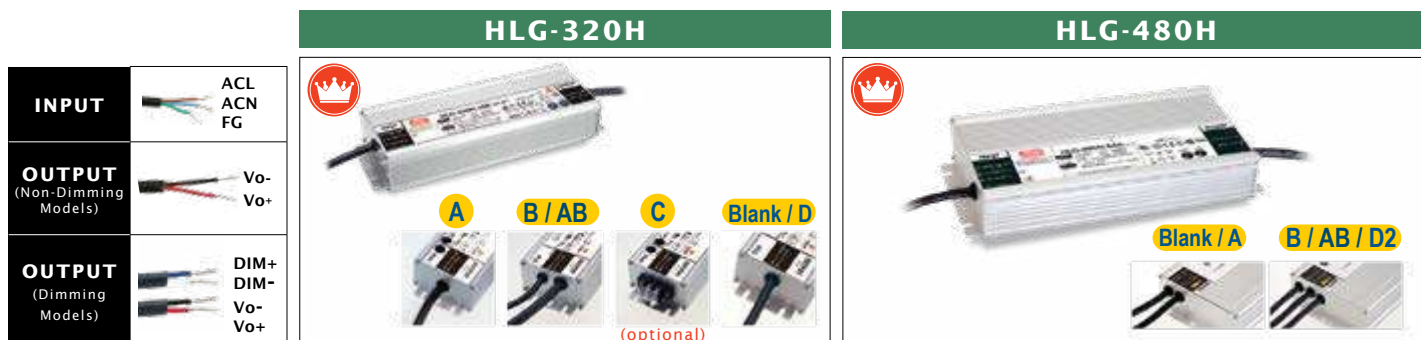 HLG-320H
HLG-480H
INPUT
ACL
ACN
FG
OUTPUT
(Non-Dimming
Models)
Vo-
Vo+
OUTPUT
(Dimming
Models)
DIM+
DIM-
Vo-
Vo+
A
B / AB
C
Blank / D
(optional)
Blank / A
B / AB / D2